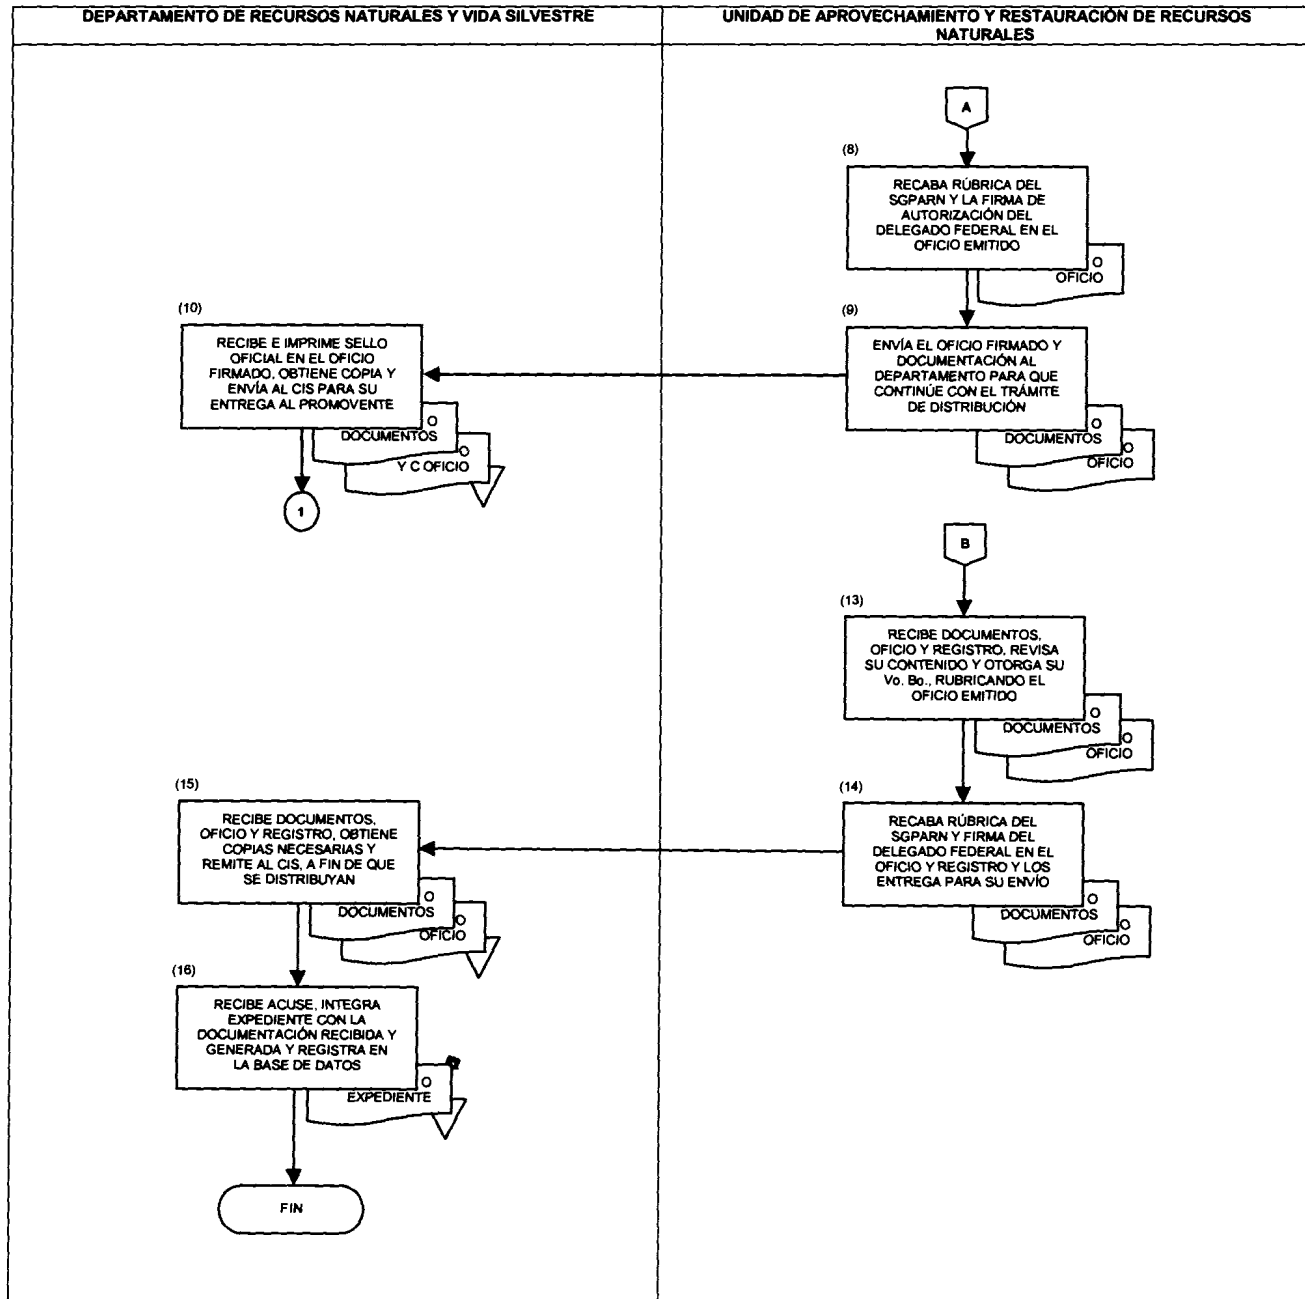 DEPARTAMENTO DE RECURSOS NATURALES Y VIDA SILVESTRE
UNIDAD DE APROVECHAMIENTO Y RESTAURACIÓN DE RECURSOS
NATURALES
A
(8)
RECABA RÚBRICA DEL
SGPARN Y LA FIRMA DE
AUTORIZACIÓN DEL
DELEGADO FEDERAL EN EL
OFICIO EMITIDO
O
OFICIO
(9)
ENVÍA EL OFICIO FIRMADO Y
DOCUMENTACIÓN AL
DEPARTAMENTO PARA QUE
CONTINÚE CON EL TRÁMITE
DE DISTRIBUCIÓN
O
DOCUMENTOS
O
OFICIO
(10)
RECIBE E IMPRIME SELLO
OFICIAL EN EL OFICIO
FIRMADO, OBTIENE COPIA Y
ENVÍA AL CIS PARA SU
ENTREGA AL PROMOVENTE
O
DOCUMENTOS
O
Y C OFICIO
1
B
(13)
RECIBE DOCUMENTOS,
OFICIO Y REGISTRO, REVISA
SU CONTENIDO Y OTORGA SU
Vo. Bo., RUBRICANDO EL
OFICIO EMITIDO
O
DOCUMENTOS
O
OFICIO
(14)
RECABA RÚBRICA DEL
SGPARN Y FIRMA DEL
DELEGADO FEDERAL EN EL
OFICIO Y REGISTRO Y LOS
ENTREGA PARA SU ENVÍO
O
DOCUMENTOS
O
OFICIO
(15)
RECIBE DOCUMENTOS,
OFICIO Y REGISTRO, OBTIENE
COPIAS NECESARIAS Y
REMITE AL CIS, A FIN DE QUE
SE DISTRIBUYAN
O
DOCUMENTOS
O
OFICIO
(16)
RECIBE ACUSE, INTEGRA
EXPEDIENTE CON LA
DOCUMENTACIÓN RECIBIDA Y
GENERADA Y REGISTRA EN
LA BASE DE DATOS
O
EXPEDIENTE
FIN